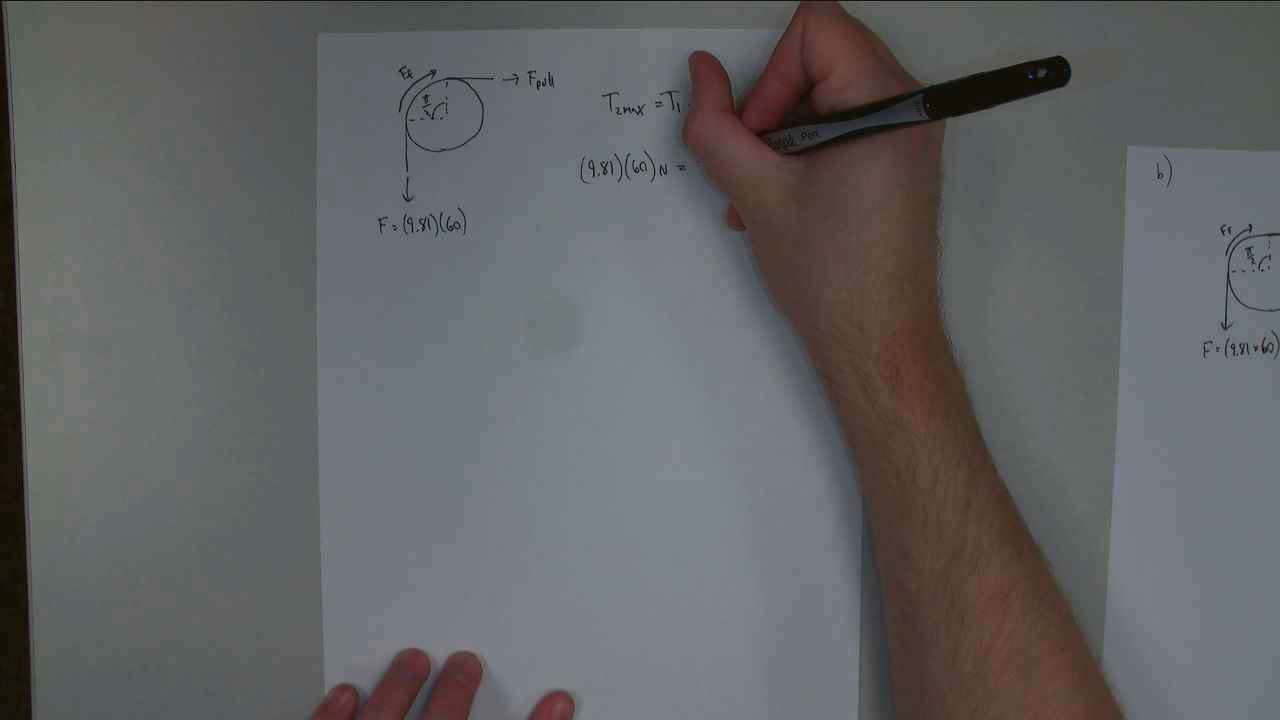 Ff
→ Fpull
π/2
T2max = T1
(9.81)(60)N =
F = (9.81)(60)
b)
Ff
π/2
F = (9.81×60)